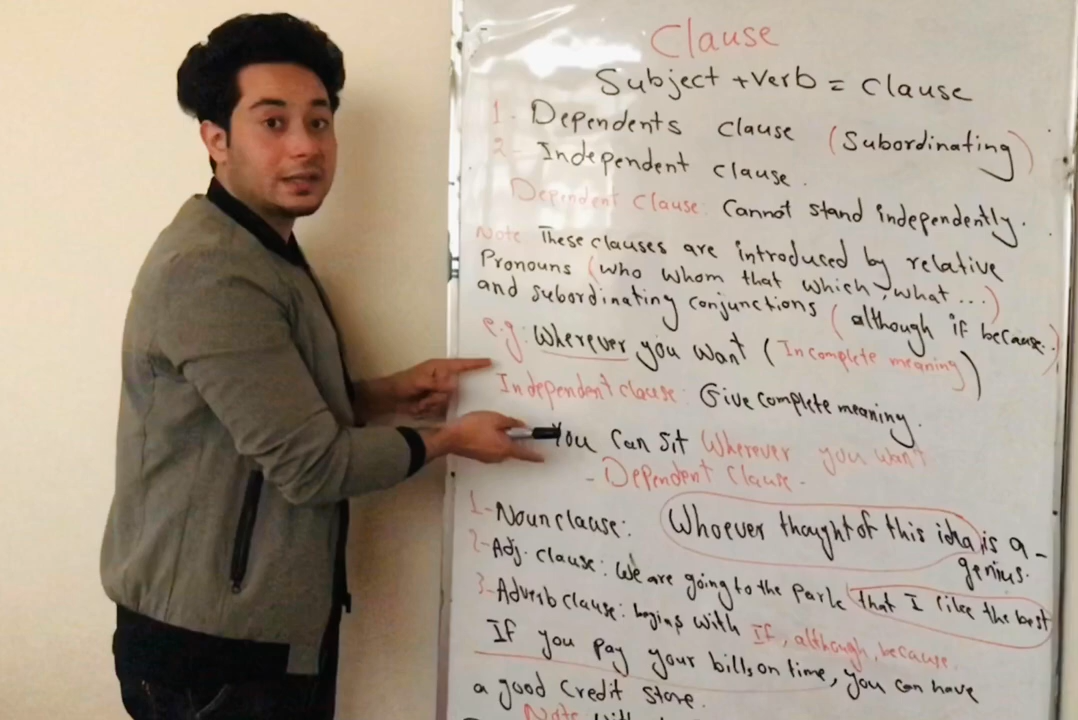 Clause
Subject + Verb = Clause
1- Dependents Clause (Subordinating)
2- Independent clause.
Dependent Clause: Cannot stand independently.
Note These clauses are introduced by relative
Pronouns (who whom that which, what...)
and subordinating conjunctions (although if because..)
e.g: Wherever you want (Incomplete meaning)
Independent clause: Give complete meaning.
You can sit Wherever you want
- Dependent Clause -
1- Noun clause: Whoever thought of this idea is a -
genius.
2- Adj. clause: We are going to the Park that I like the best
3- Adverb clause: begins with If, although, because.
If you pay your bills on time, you can have
a good Credit store.
Note